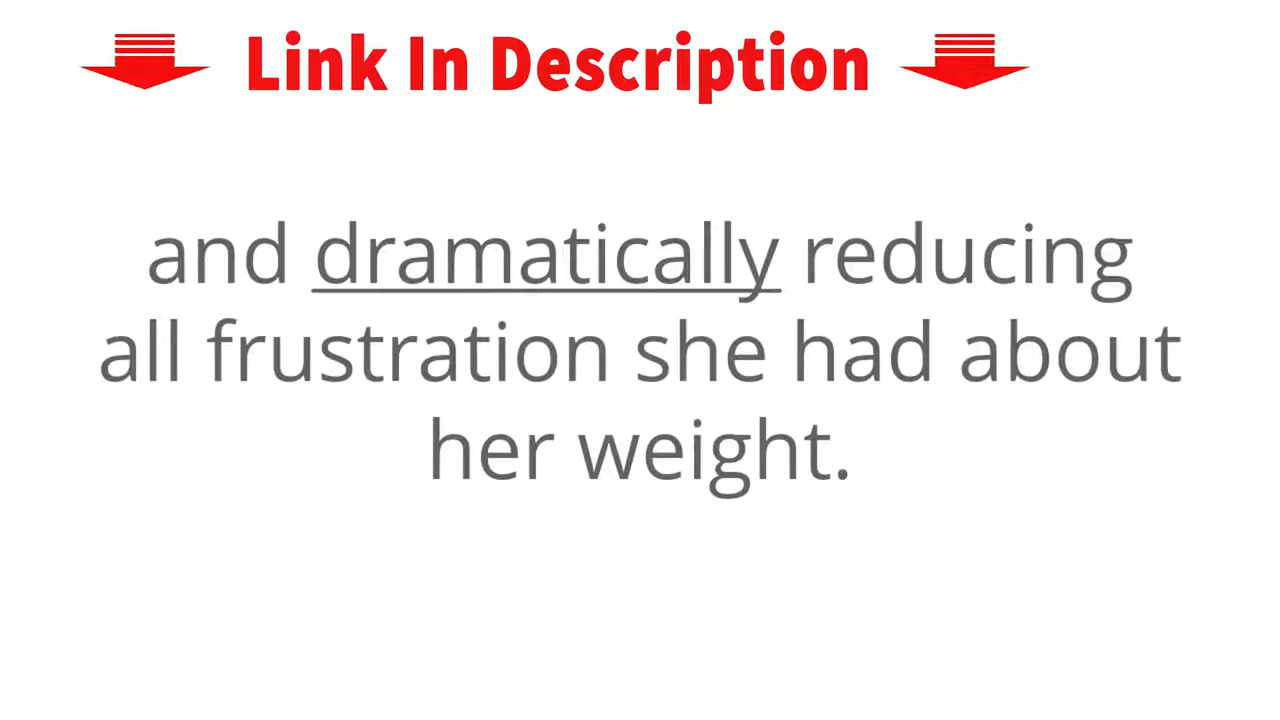 Link In Description
and dramatically reducing
all frustration she had about
her weight.